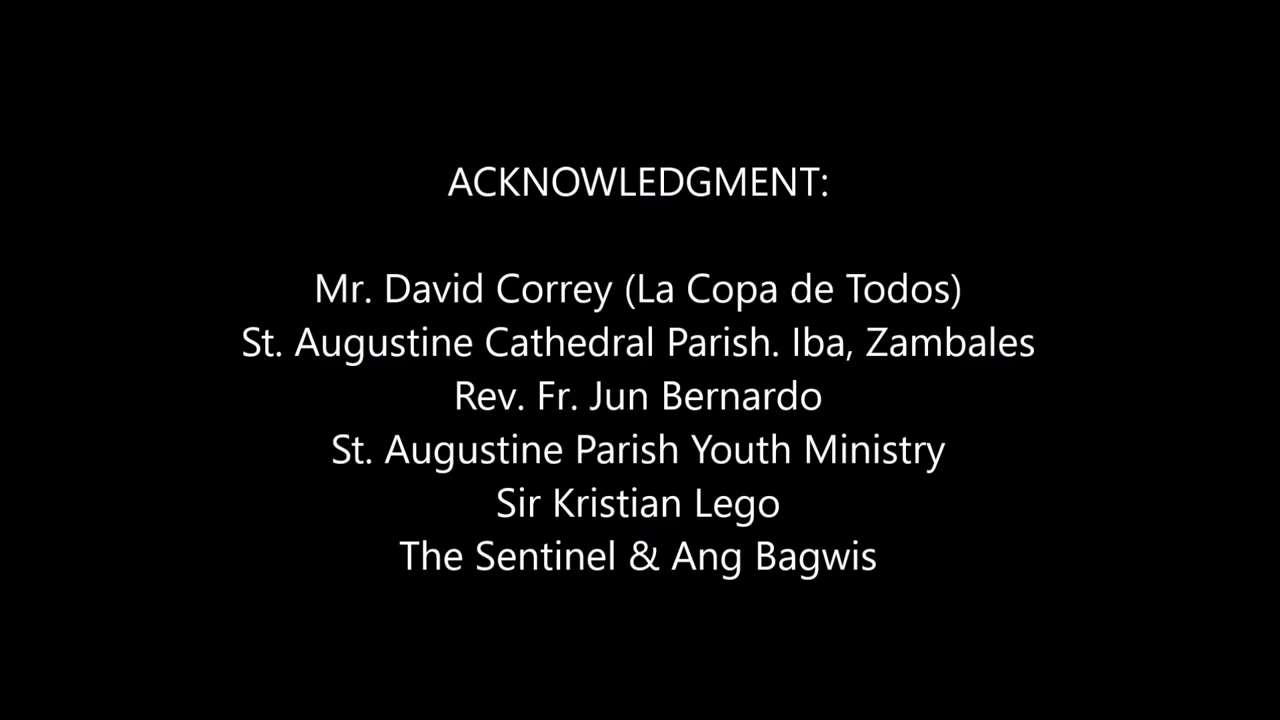 ACKNOWLEDGMENT:
Mr. David Correy (La Copa de Todos)
St. Augustine Cathedral Parish. Iba, Zambales
Rev. Fr. Jun Bernardo
St. Augustine Parish Youth Ministry
Sir Kristian Lego
The Sentinel & Ang Bagwis